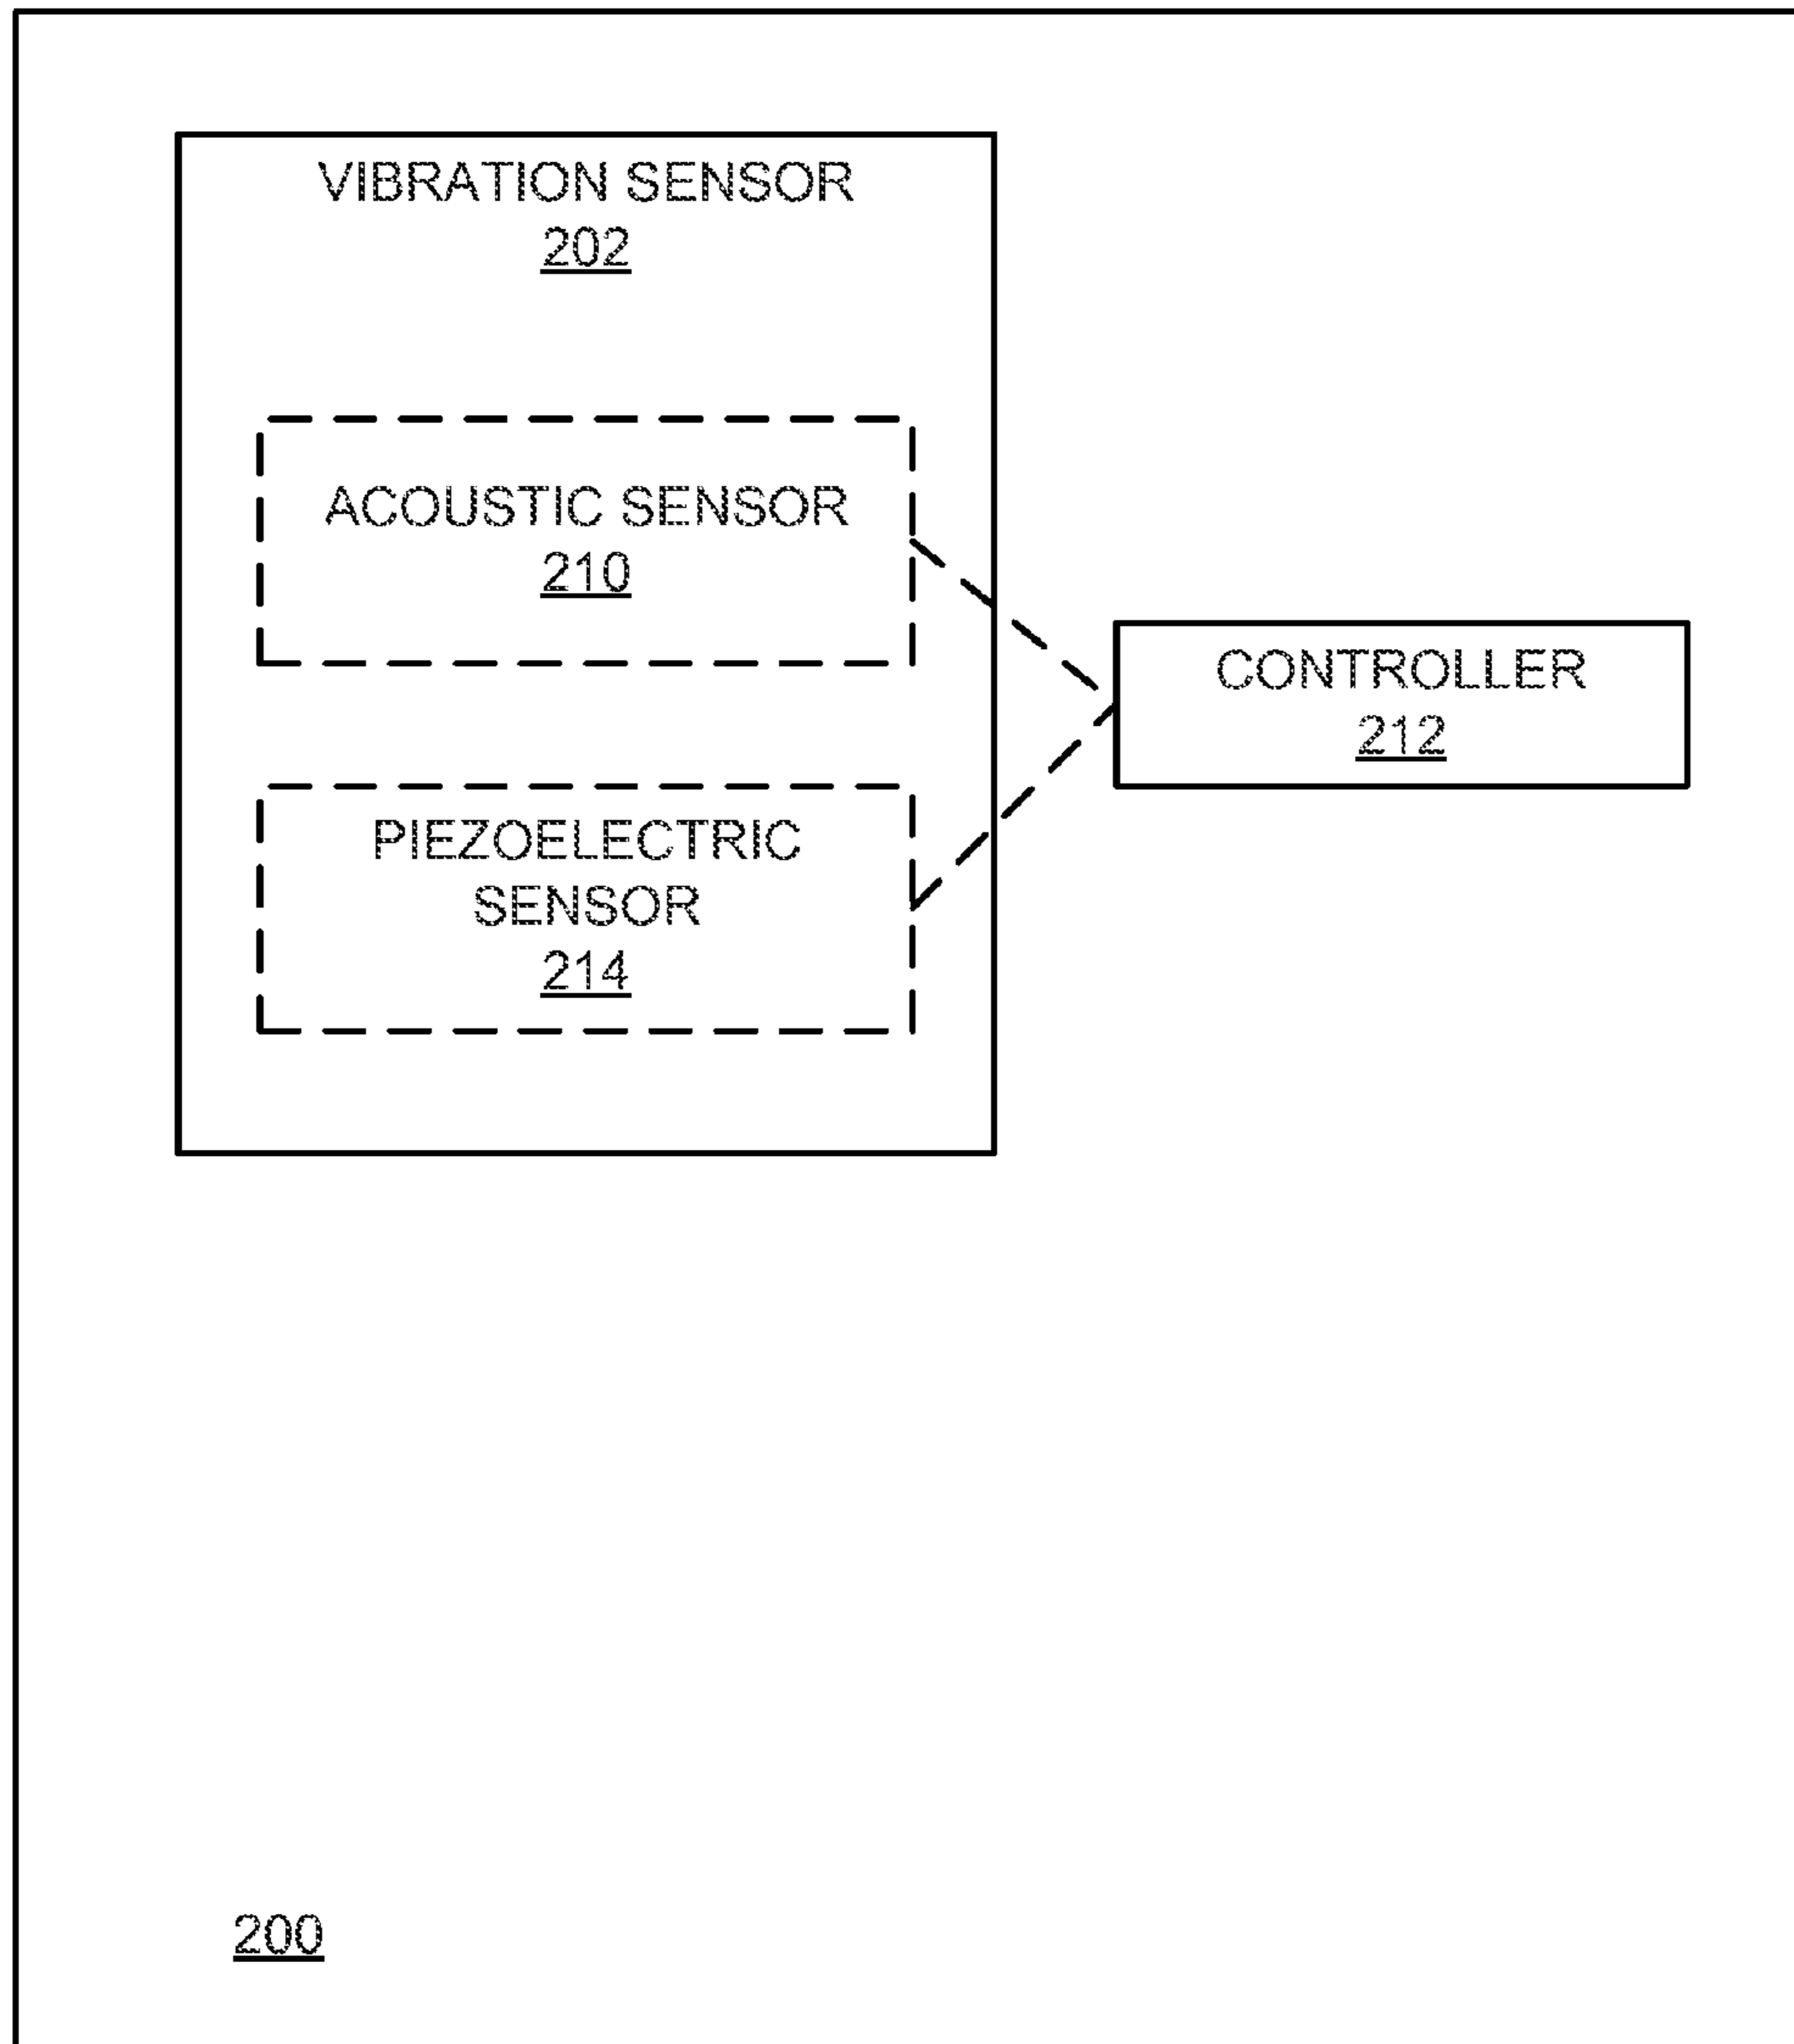 VIBRATION SENSOR
202
ACOUSTIC SENSOR
210
CONTROLLER
212
PIEZOELECTRIC
SENSOR
214
200